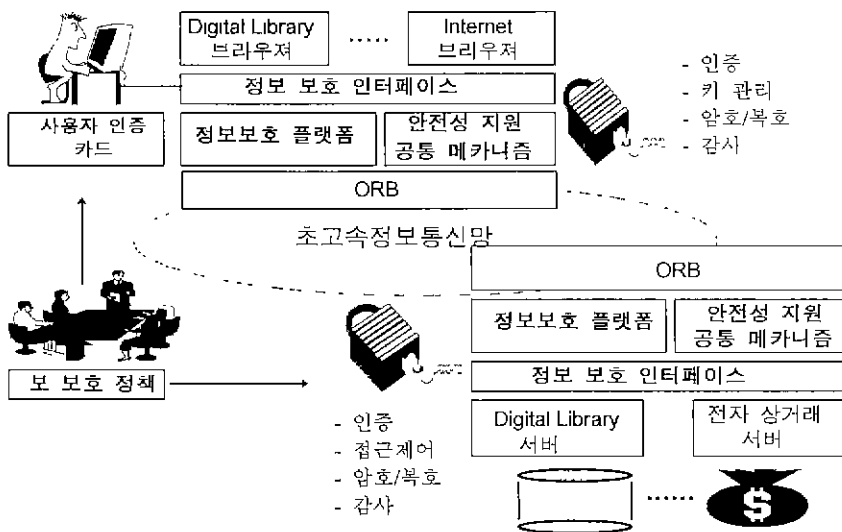 Digital Library
브라우져
......
Internet
브리우져
정보 보호 인터페이스
사용자 인증
카드
정보보호 플랫폼
안전성 지원
공통 메카니즘
ORB
- 인증
- 키 관리
- 암호/복호
- 감사
초고속정보통신망
ORB
정보보호 플랫폼
안전성 지원
공통 메카니즘
정보 보호 인터페이스
보 보호 정책
- 인증
- 접근제어
- 암호/복호
- 감사
Digital Library
서버
전자 상거래
서버
......
$